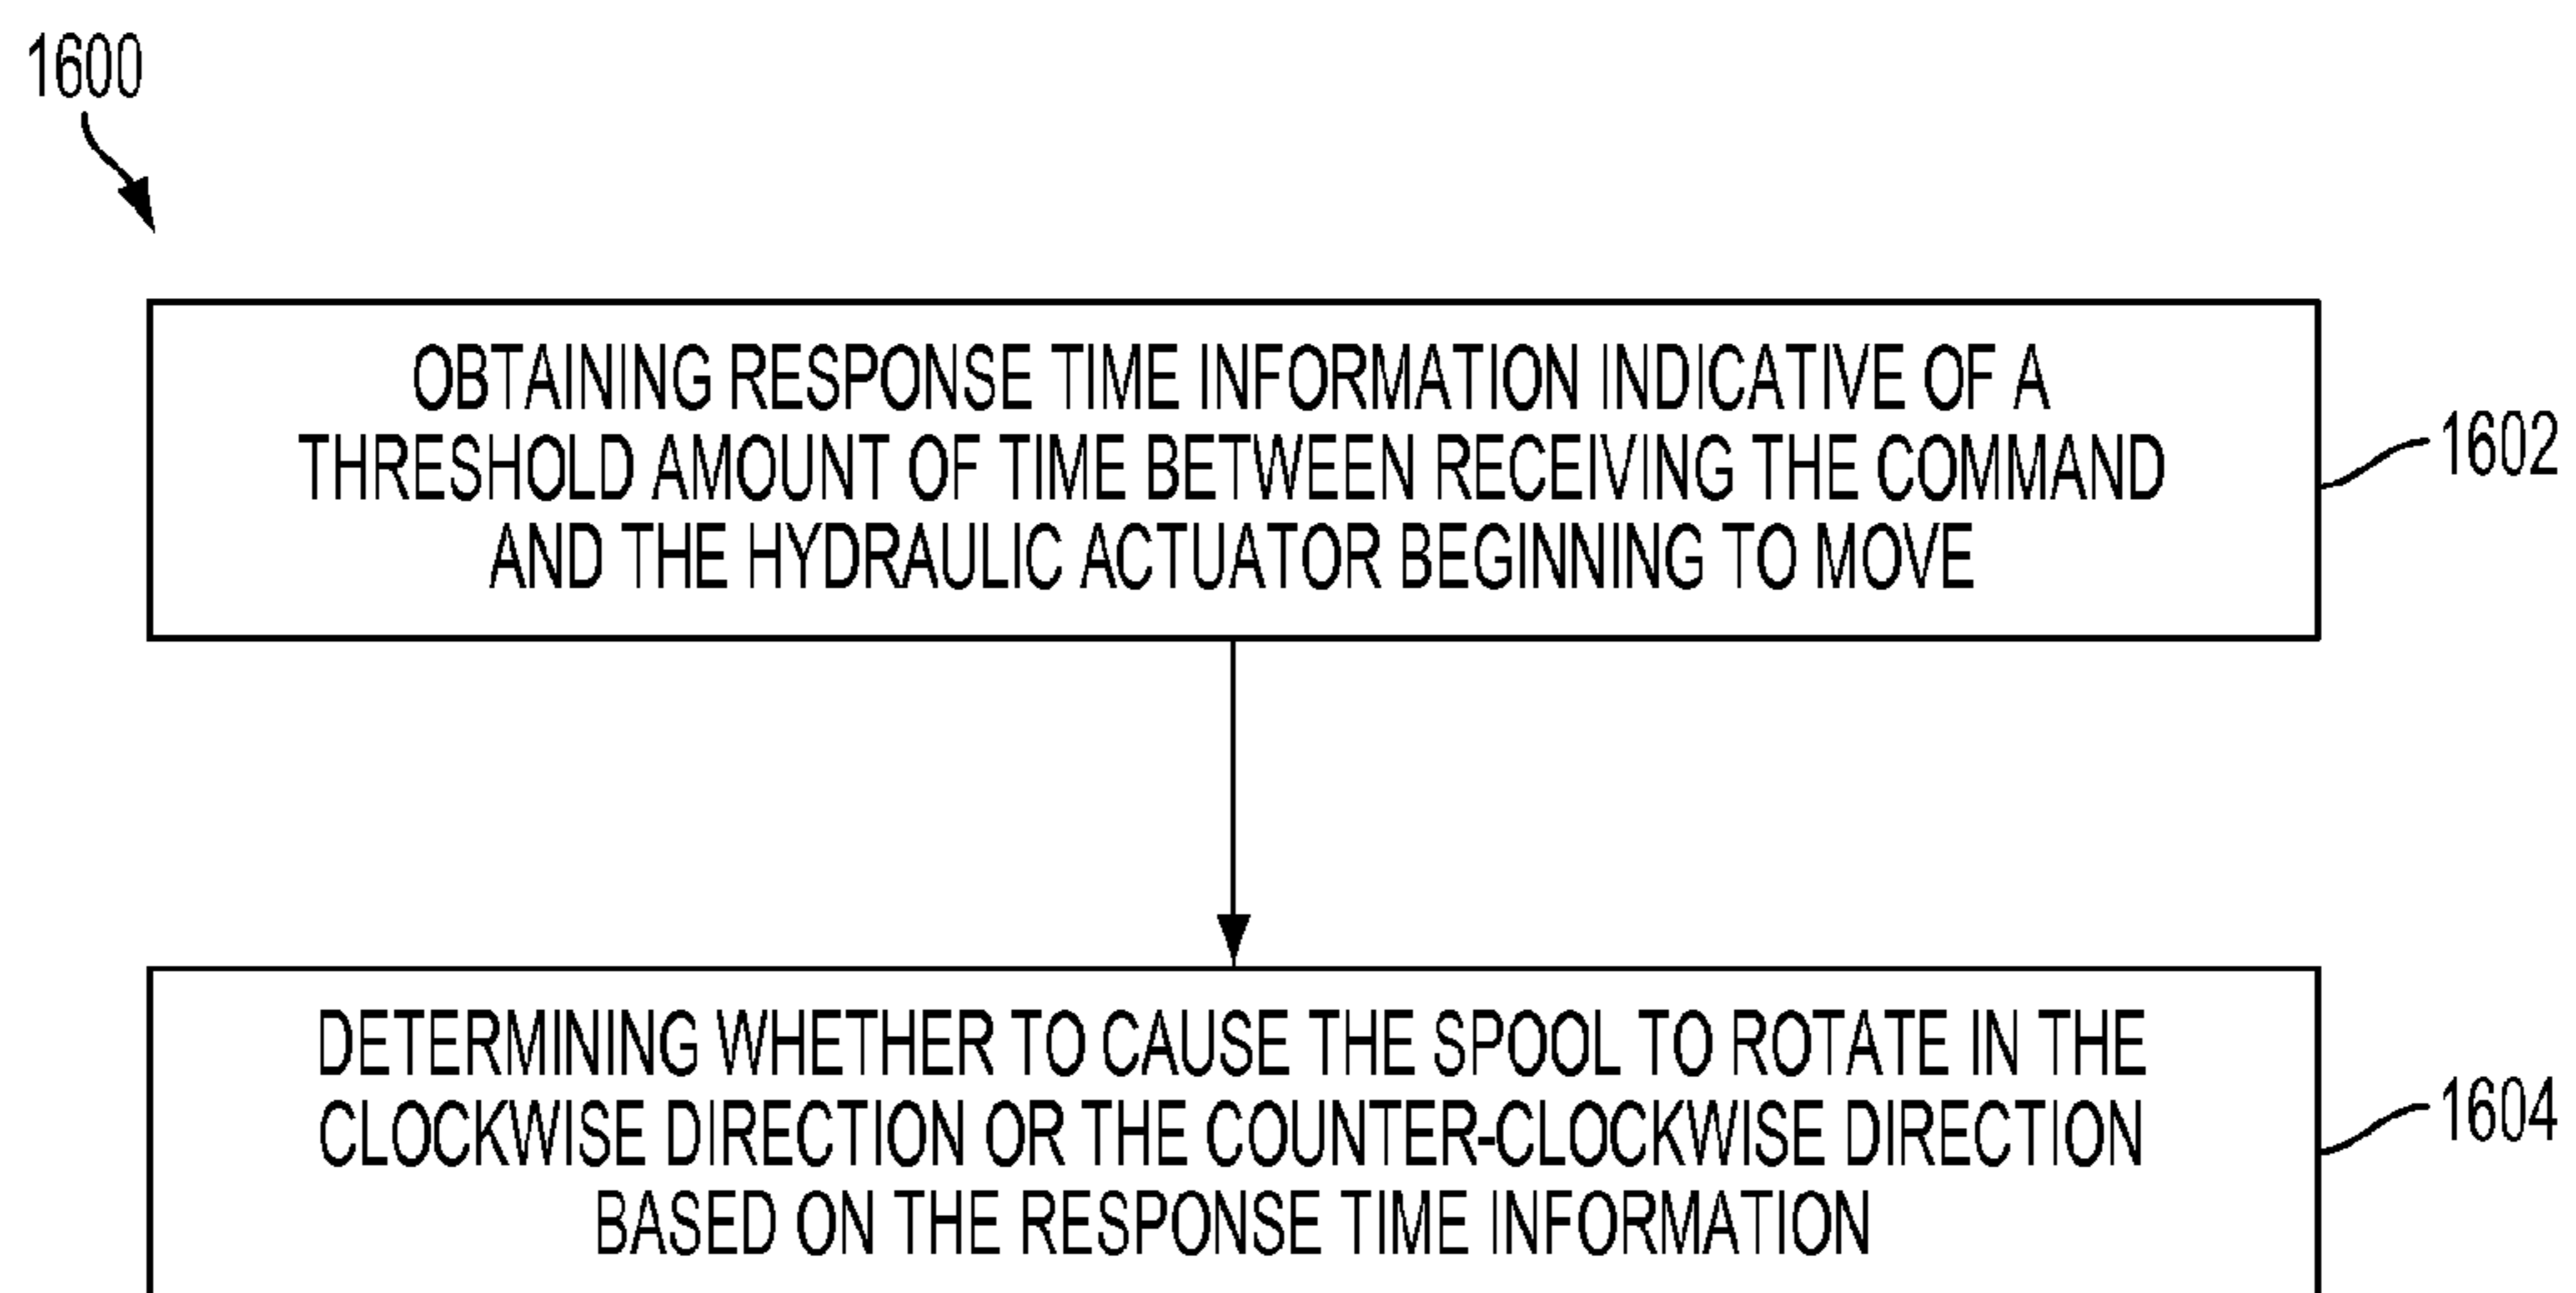 1600
OBTAINING RESPONSE TIME INFORMATION INDICATIVE OF A
THRESHOLD AMOUNT OF TIME BETWEEN RECEIVING THE COMMAND
AND THE HYDRAULIC ACTUATOR BEGINNING TO MOVE
1602
DETERMINING WHETHER TO CAUSE THE SPOOL TO ROTATE IN THE
CLOCKWISE DIRECTION OR THE COUNTER-CLOCKWISE DIRECTION
BASED ON THE RESPONSE TIME INFORMATION
1604